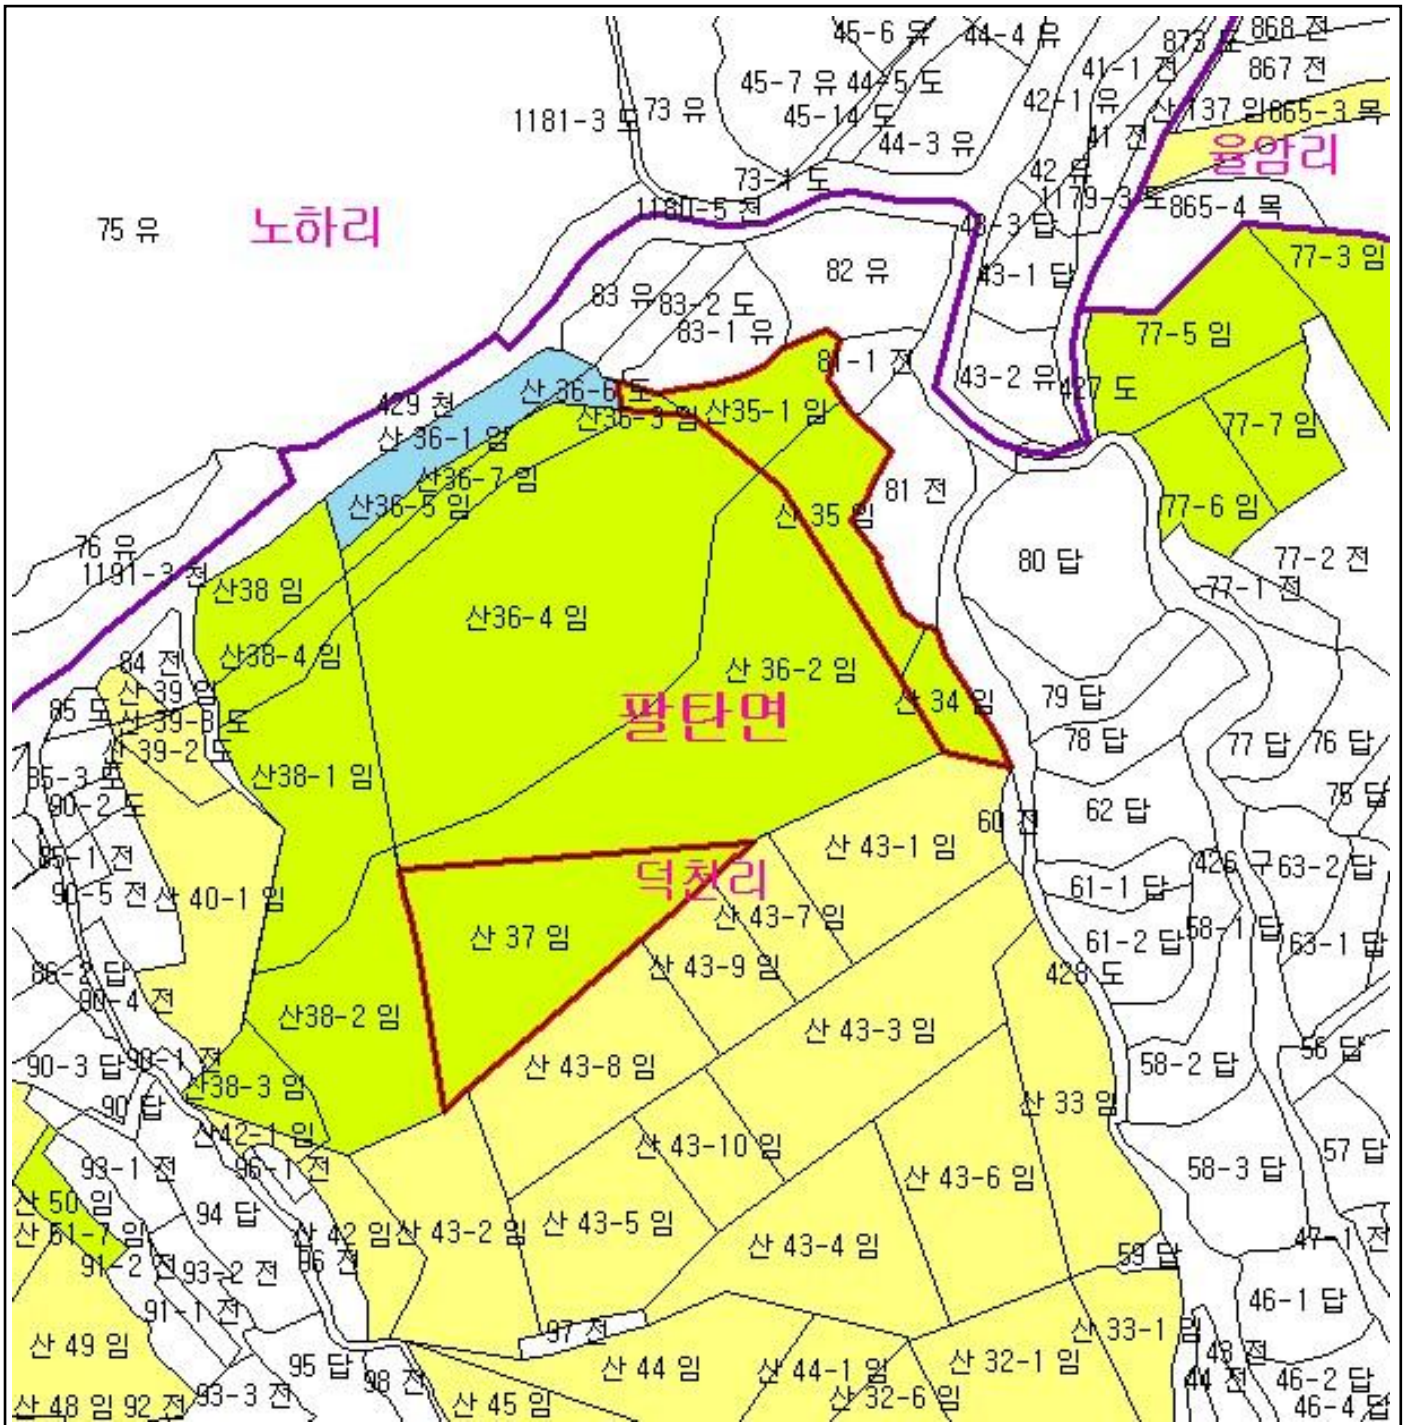 45-6 유
44-4 유
873 도
868 전
45-7 유
44-5 도
41-1 전
867 전
73 유
1181-3 도
45-14 도
42-1 유
산 137 임
865-3 목
44-3 유
41 전
율암리
73-1 도
42 유
1179-3 도
865-4 목
1180-5 천
75 유
노하리
43-3 답
77-3 임
82 유
43-1 답
83 유
83-2 도
83-1 유
77-5 임
81-1 전
43-2 유
427 도
산 36-6 도
429 천
산36-3 임
산35-1 임
77-7 임
산 36-1 임
산36-7 임
산36-5 임
81 전
산 35 임
77-6 임
76 유
1191-3 천
80 답
77-2 전
77-1 전
산38 임
산36-4 임
산38-4 임
84 전
산 39 임
산 36-2 임
산 34 임
79 답
85 도
산 39-3 도
팔탄면
산 39-2 도
78 답
77 답
76 답
85-3 도
산38-1 임
90-2 도
75 답
62 답
60 전
85-1 전
산 43-1 임
426 구
63-2 답
90-5 전
산 40-1 임
덕천리
61-1 답
산 43-7 임
58-1 답
산 37 임
61-2 답
63-1 답
산 43-9 임
86-2 답
428 도
90-4 전
산38-2 임
산 43-3 임
90-3 답
90-1 전
산 43-8 임
58-2 답
56 답
산38-3 임
90 답
산 33 임
산42-1 임
산 43-10 임
93-1 전
96-1 전
57 답
58-3 답
산 43-6 임
산 50 임
94 답
산 51-7 임
산 42 임
산 43-2 임
산 43-5 임
산 43-4 임
47-1 전
91-2 전
93-2 전
96 전
59 답
46-1 답
91-1 전
97 전
산 33-1 임
산 49 임
95 답
98 전
산 44 임
산 44-1 임
산 32-1 임
43 전
44 전
46-2 답
산 48 임
92 전
93-3 전
산 45 임
산 32-6 임
46-4 답